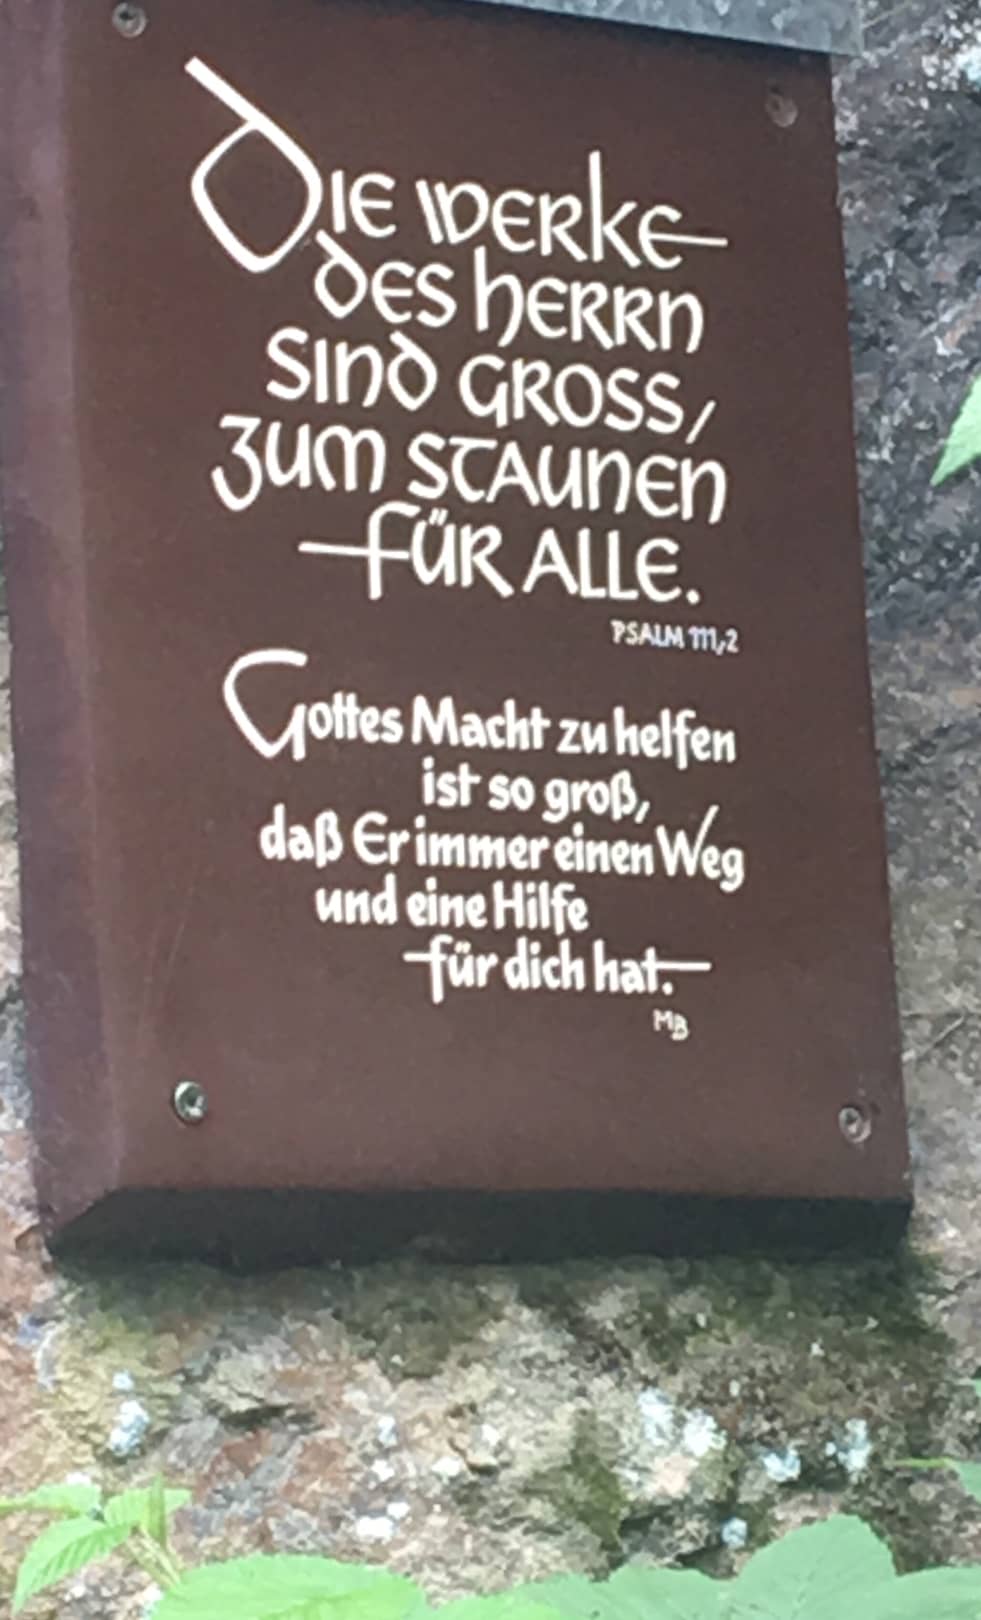 DIE WERKE
DES HERRN
SIND GROSS,
ZUM STAUNEN
FÜR ALLE.
PSALM 111,2
Gottes Macht zu helfen
ist so groß,
daß Er immer einen Weg
und eine Hilfe
für dich hat.
MB